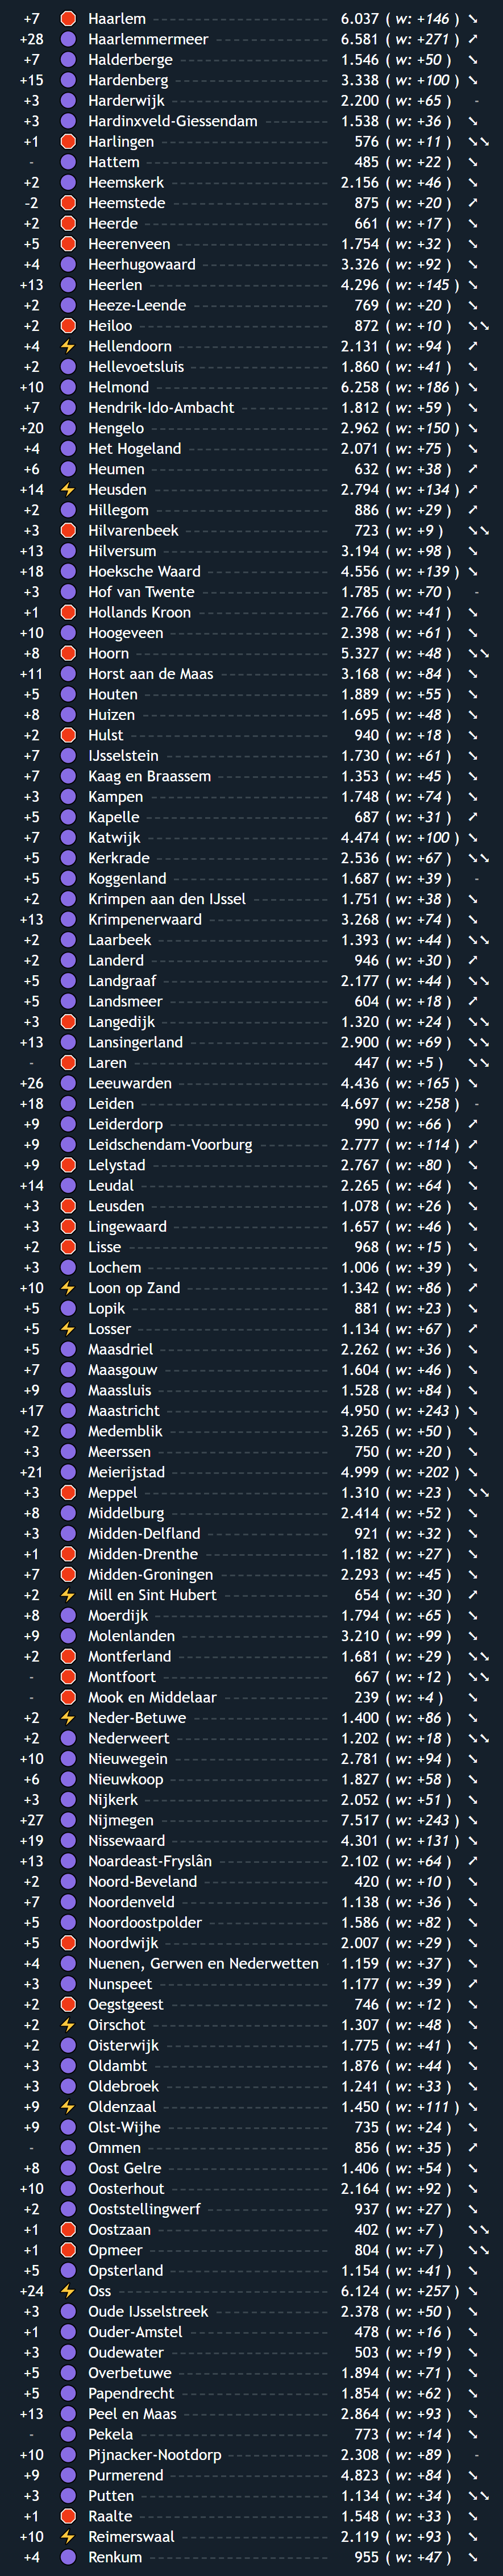 +7 Haarlem 6.037 ( w: +146 ) ↘
+28 Haarlemmermeer 6.581 ( w: +271 ) ↗
+7 Halderberge 1.546 ( w: +50 ) ↘
+15 Hardenberg 3.338 ( w: +100 ) ↘
+3 Harderwijk 2.200 ( w: +65 ) -
+3 Hardinxveld-Giessendam 1.538 ( w: +36 ) ↘
+1 Harlingen 576 ( w: +11 ) ↘↘
- Hattem 485 ( w: +22 ) ↘
+2 Heemskerk 2.156 ( w: +46 ) ↘
-2 Heemstede 875 ( w: +20 ) ↗
+2 Heerde 661 ( w: +17 ) ↘
+5 Heerenveen 1.754 ( w: +32 ) ↘
+4 Heerhugowaard 3.326 ( w: +92 ) ↘
+13 Heerlen 4.296 ( w: +145 ) ↘
+2 Heeze-Leende 769 ( w: +20 ) ↘
+2 Heiloo 872 ( w: +10 ) ↘↘
+4 Hellendoorn 2.131 ( w: +94 ) ↗
+2 Hellevoetsluis 1.860 ( w: +41 ) ↘
+10 Helmond 6.258 ( w: +186 ) ↘
+7 Hendrik-Ido-Ambacht 1.812 ( w: +59 ) ↘
+20 Hengelo 2.962 ( w: +150 ) ↘
+4 Het Hogeland 2.071 ( w: +75 ) ↘
+6 Heumen 632 ( w: +38 ) ↗
+14 Heusden 2.794 ( w: +134 ) ↗
+2 Hillegom 886 ( w: +29 ) ↗
+3 Hilvarenbeek 723 ( w: +9 ) ↘↘
+13 Hilversum 3.194 ( w: +98 ) ↘
+18 Hoeksche Waard 4.556 ( w: +139 ) ↘
+3 Hof van Twente 1.785 ( w: +70 ) -
+1 Hollands Kroon 2.766 ( w: +41 ) ↘
+10 Hoogeveen 2.398 ( w: +61 ) ↘
+8 Hoorn 5.327 ( w: +48 ) ↘↘
+11 Horst aan de Maas 3.168 ( w: +84 ) ↘
+5 Houten 1.889 ( w: +55 ) ↘
+8 Huizen 1.695 ( w: +48 ) ↘
+2 Hulst 940 ( w: +18 ) ↘
+7 IJsselstein 1.730 ( w: +61 ) ↘
+7 Kaag en Braassem 1.353 ( w: +45 ) ↘
+3 Kampen 1.748 ( w: +74 ) ↘
+5 Kapelle 687 ( w: +31 ) ↗
+7 Katwijk 4.474 ( w: +100 ) ↘
+5 Kerkrade 2.536 ( w: +67 ) ↘↘
+5 Koggenland 1.687 ( w: +39 ) -
+2 Krimpen aan den IJssel 1.751 ( w: +38 ) ↘
+13 Krimpenerwaard 3.268 ( w: +74 ) ↘
+2 Laarbeek 1.393 ( w: +44 ) ↘↘
+2 Landerd 946 ( w: +30 ) ↗
+5 Landgraaf 2.177 ( w: +44 ) ↘↘
+5 Landsmeer 604 ( w: +18 ) ↗
+3 Langedijk 1.320 ( w: +24 ) ↘↘
+13 Lansingerland 2.900 ( w: +69 ) ↘↘
- Laren 447 ( w: +5 ) ↘↘
+26 Leeuwarden 4.436 ( w: +165 ) ↘
+18 Leiden 4.697 ( w: +258 ) -
+9 Leiderdorp 990 ( w: +66 ) ↗
+9 Leidschendam-Voorburg 2.777 ( w: +114 ) ↗
+9 Lelystad 2.767 ( w: +80 ) ↘
+14 Leudal 2.265 ( w: +64 ) ↘
+3 Leusden 1.078 ( w: +26 ) ↘
+3 Lingewaard 1.657 ( w: +46 ) ↘
+2 Lisse 968 ( w: +15 ) ↘
+3 Lochem 1.006 ( w: +39 ) ↘
+10 Loon op Zand 1.342 ( w: +86 ) ↗
+5 Lopik 881 ( w: +23 ) ↘
+5 Losser 1.134 ( w: +67 ) ↗
+5 Maasdriel 2.262 ( w: +36 ) ↘
+7 Maasgouw 1.604 ( w: +46 ) ↘
+9 Maassluis 1.528 ( w: +84 ) ↘
+17 Maastricht 4.950 ( w: +243 ) ↘
+2 Medemblik 3.265 ( w: +50 ) ↘
+3 Meerssen 750 ( w: +20 ) ↘
+21 Meierijstad 4.999 ( w: +202 ) ↘
+3 Meppel 1.310 ( w: +23 ) ↘↘
+8 Middelburg 2.414 ( w: +52 ) ↘
+3 Midden-Delfland 921 ( w: +32 ) ↘
+1 Midden-Drenthe 1.182 ( w: +27 ) ↘
+7 Midden-Groningen 2.293 ( w: +45 ) ↘
+2 Mill en Sint Hubert 654 ( w: +30 ) ↗
+8 Moerdijk 1.794 ( w: +65 ) ↘
+9 Molenlanden 3.210 ( w: +99 ) ↘
+2 Montferland 1.681 ( w: +29 ) ↘↘
- Montfoort 667 ( w: +12 ) ↘↘
- Mook en Middelaar 239 ( w: +4 ) ↘
+2 Neder-Betuwe 1.400 ( w: +86 ) ↘
+2 Nederweert 1.202 ( w: +18 ) ↘↘
+10 Nieuwegein 2.781 ( w: +94 ) ↘
+6 Nieuwkoop 1.827 ( w: +58 ) ↘
+3 Nijkerk 2.052 ( w: +51 ) ↘
+27 Nijmegen 7.517 ( w: +243 ) ↘
+19 Nissewaard 4.301 ( w: +131 ) ↘
+13 Noardeast-Fryslân 2.102 ( w: +64 ) ↗
+2 Noord-Beveland 420 ( w: +10 ) ↘
+7 Noordenveld 1.138 ( w: +36 ) ↘
+5 Noordoostpolder 1.586 ( w: +82 ) ↘
+5 Noordwijk 2.007 ( w: +29 ) ↘
+4 Nuenen, Gerwen en Nederwetten 1.159 ( w: +37 ) ↘
+3 Nunspeet 1.177 ( w: +39 ) ↗
+2 Oegstgeest 746 ( w: +12 ) ↘
+2 Oirschot 1.307 ( w: +48 ) ↘
+2 Oisterwijk 1.775 ( w: +41 ) ↘
+3 Oldambt 1.876 ( w: +44 ) ↘
+3 Oldebroek 1.241 ( w: +33 ) ↘
+9 Oldenzaal 1.450 ( w: +111 ) ↘
+9 Olst-Wijhe 735 ( w: +24 ) ↘
- Ommen 856 ( w: +35 ) ↗
+8 Oost Gelre 1.406 ( w: +54 ) ↘
+10 Oosterhout 2.164 ( w: +92 ) ↘
+2 Ooststellingwerf 937 ( w: +27 ) ↘
+1 Oostzaan 402 ( w: +7 ) ↘↘
+1 Opmeer 804 ( w: +7 ) ↘↘
+5 Opsterland 1.154 ( w: +41 ) ↘
+24 Oss 6.124 ( w: +257 ) ↘
+3 Oude IJsselstreek 2.378 ( w: +50 ) ↘
+1 Ouder-Amstel 478 ( w: +16 ) ↘
+3 Oudewater 503 ( w: +19 ) ↘
+5 Overbetuwe 1.894 ( w: +71 ) ↘
+5 Papendrecht 1.854 ( w: +62 ) ↘
+13 Peel en Maas 2.864 ( w: +93 ) ↘
- Pekela 773 ( w: +14 ) ↘
+10 Pijnacker-Nootdorp 2.308 ( w: +89 ) -
+9 Purmerend 4.823 ( w: +84 ) ↘
+3 Putten 1.134 ( w: +34 ) ↘↘
+1 Raalte 1.548 ( w: +33 ) ↘
+10 Reimerswaal 2.119 ( w: +93 ) ↘
+4 Renkum 955 ( w: +47 ) ↘